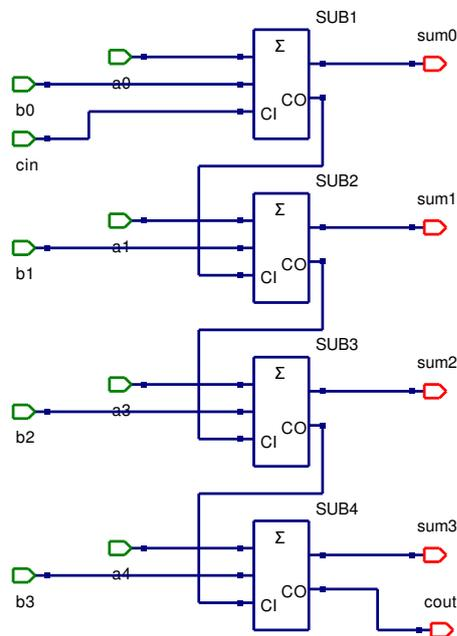 SUB1
sum0
Σ
a0
b0
CO
CI
cin
SUB2
sum1
Σ
a1
b1
CO
CI
SUB3
sum2
Σ
a3
b2
CO
CI
SUB4
sum3
Σ
a4
b3
CO
CI
cout